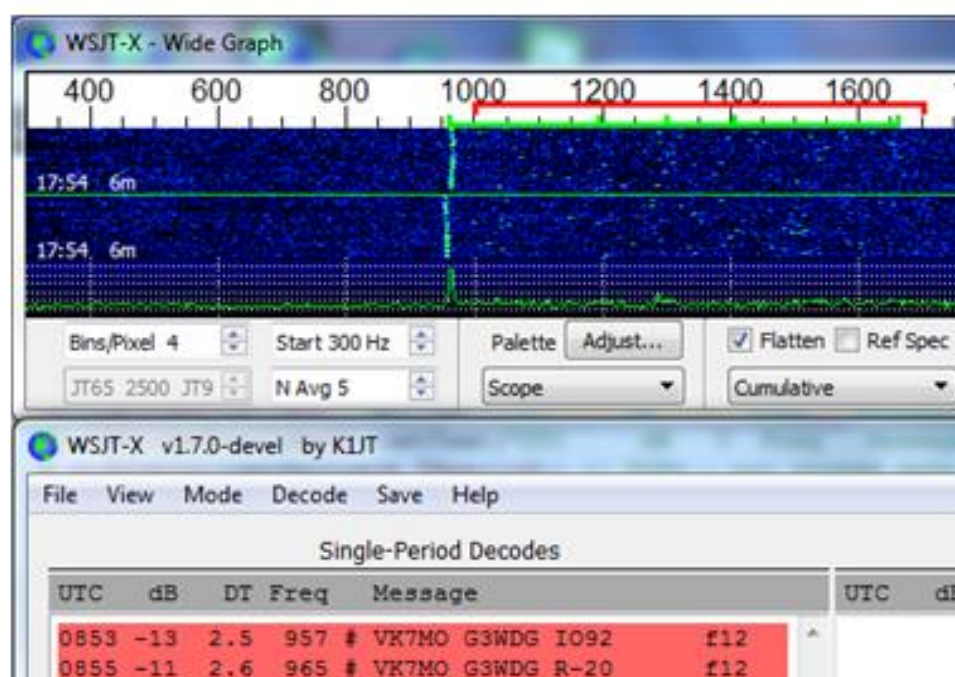 WSJT-X - Wide Graph
400 600 800 1000 1200 1400 1600
17:54 6m
17:54 6m
Bins/Pixel 4 Start 300 Hz Palette Adjust... Flatten Ref Spec
JT65 2500 JT9 N Avg 5 Scope Cumulative
WSJT-X v1.7.0-devel by K1JT
File View Mode Decode Save Help
Single-Period Decodes
UTC dB DT Freq Message UTC
0853 -13 2.5 957 # VK7MO G3WDG IO92 f12
0855 -11 2.6 965 # VK7MO G3WDG R-20 f12